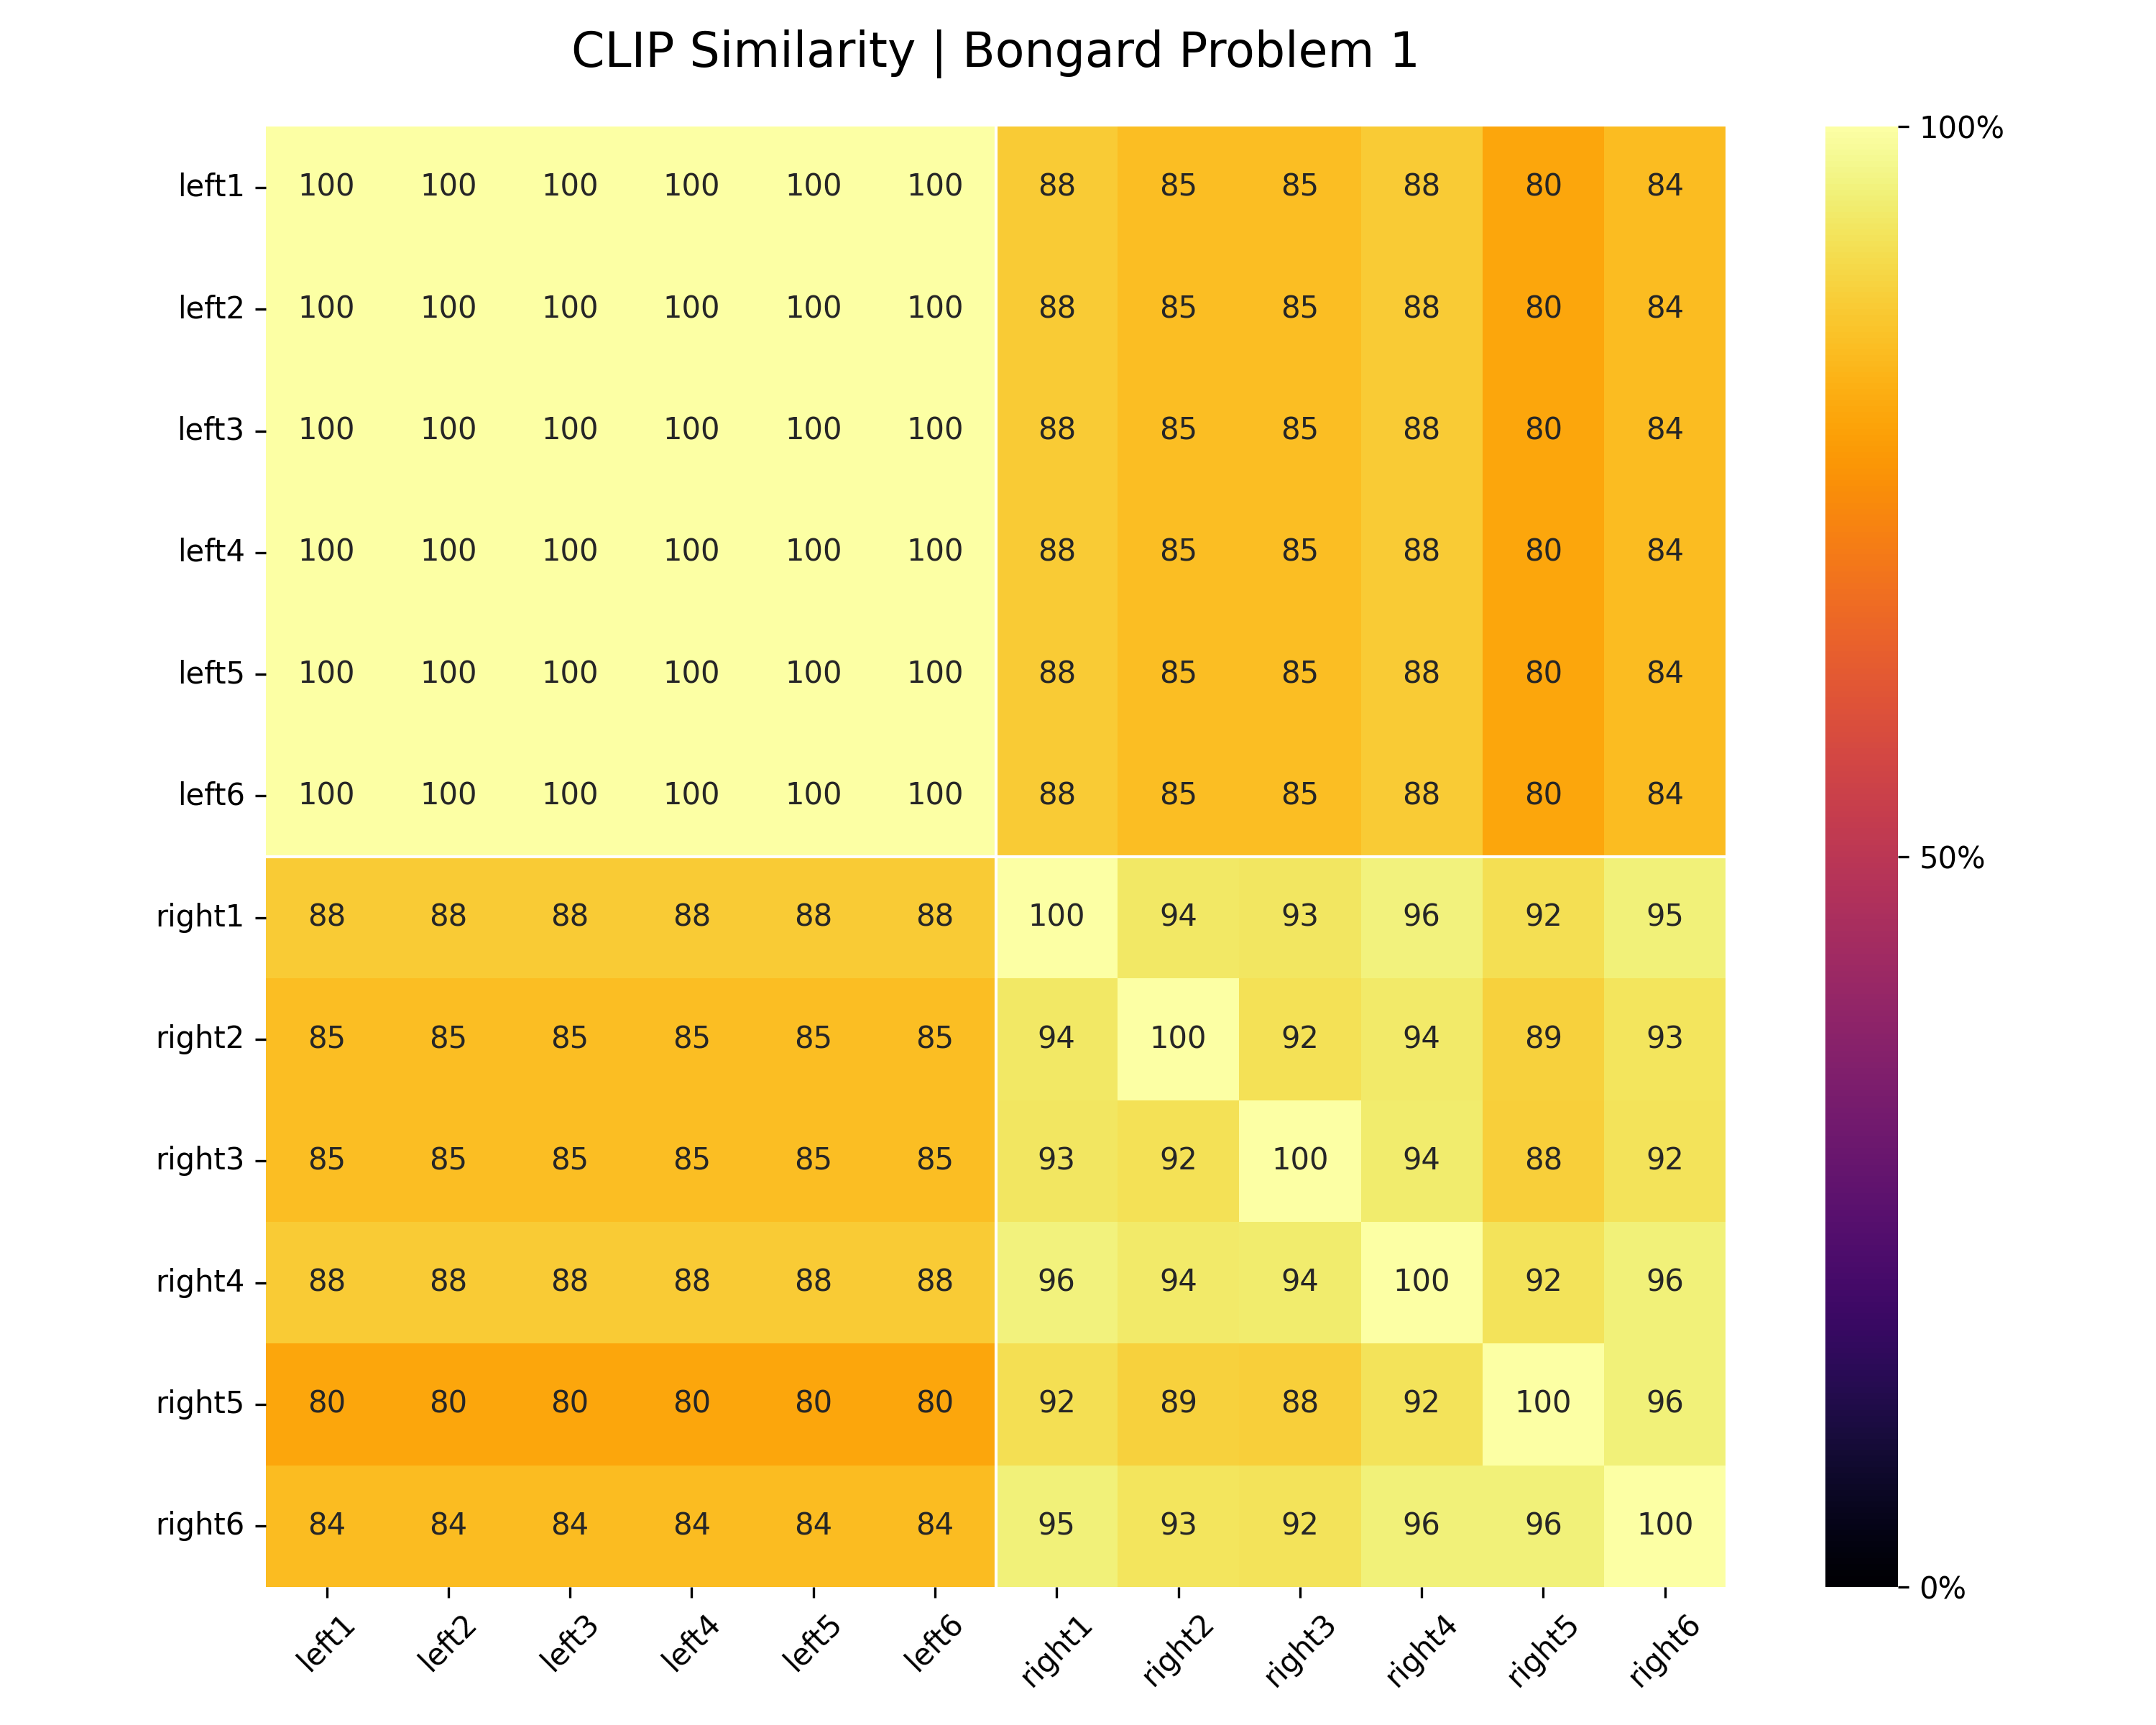 CLIP Similarity | Bongard Problem 1
left1 100 100 100 100 100 100 88 85 85 88 80 84
left2 100 100 100 100 100 100 88 85 85 88 80 84
left3 100 100 100 100 100 100 88 85 85 88 80 84
left4 100 100 100 100 100 100 88 85 85 88 80 84
left5 100 100 100 100 100 100 88 85 85 88 80 84
left6 100 100 100 100 100 100 88 85 85 88 80 84
right1 88 88 88 88 88 88 100 94 93 96 92 95
right2 85 85 85 85 85 85 94 100 92 94 89 93
right3 85 85 85 85 85 85 93 92 100 94 88 92
right4 88 88 88 88 88 88 96 94 94 100 92 96
right5 80 80 80 80 80 80 92 89 88 92 100 96
right6 84 84 84 84 84 84 95 93 92 96 96 100
left1 left2 left3 left4 left5 left6 right1 right2 right3 right4 right5 right6
100%
50%
0%